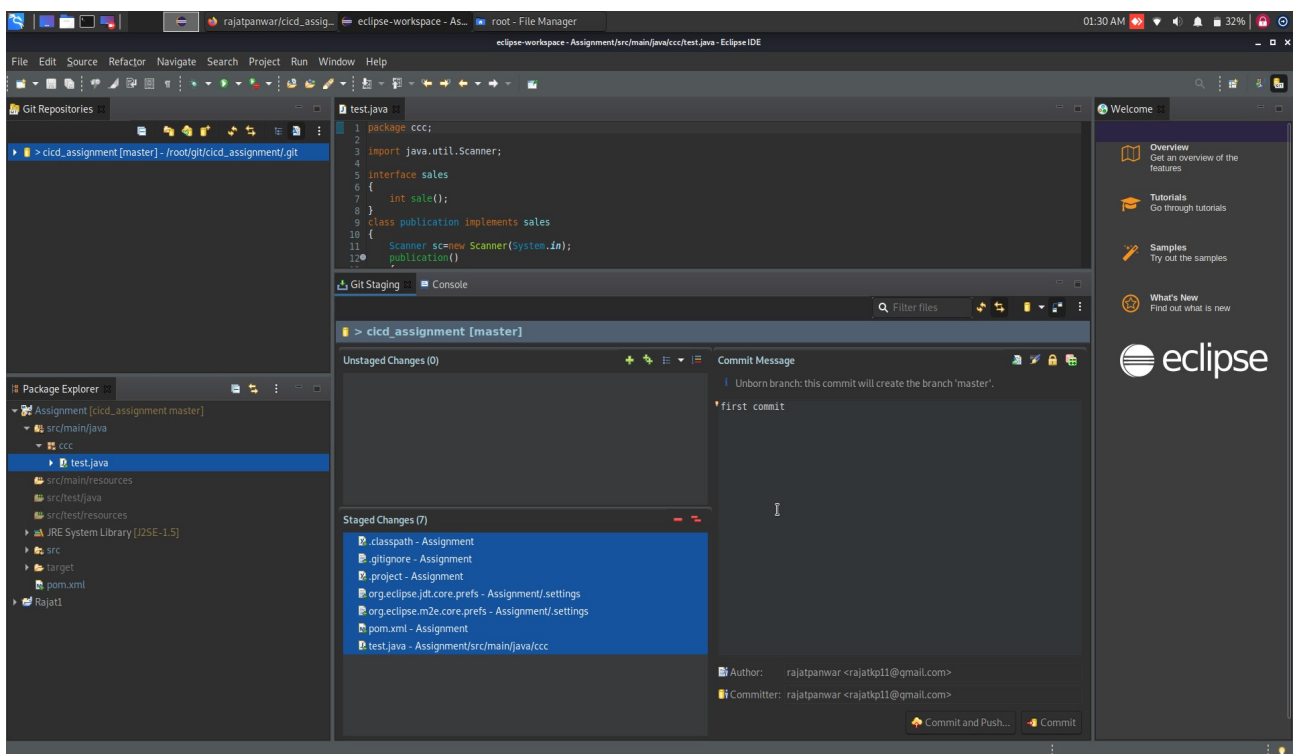 rajatpanwar/cicd_assig... eclipse-workspace - As... root - File Manager 01:30 AM 32%
eclipse-workspace - Assignment/src/main/java/ccc/test.java - Eclipse IDE
File Edit Source Refactor Navigate Search Project Run Window Help
Git Repositories
> cicd_assignment [master] - /root/git/cicd_assignment/.git
Package Explorer
Assignment [cicd_assignment master]
src/main/java
ccc
test.java
src/main/resources
src/test/java
src/test/resources
JRE System Library [J2SE-1.5]
src
target
pom.xml
Rajat1
test.java
1 package ccc;
2
3 import java.util.Scanner;
4
5 interface sales
6 {
7 int sale();
8 }
9 class publication implements sales
10 {
11 Scanner sc=new Scanner(System.in);
12 publication()
Git Staging Console
Filter files
> cicd_assignment [master]
Unstaged Changes (0)
Staged Changes (7)
.classpath - Assignment
.gitignore - Assignment
.project - Assignment
org.eclipse.jdt.core.prefs - Assignment/.settings
org.eclipse.m2e.core.prefs - Assignment/.settings
pom.xml - Assignment
test.java - Assignment/src/main/java/ccc
Commit Message
Unborn branch: this commit will create the branch 'master'.
first commit
Author: rajatpanwar <rajatkp11@gmail.com>
Committer: rajatpanwar <rajatkp11@gmail.com>
Commit and Push... Commit
Welcome
Overview
Get an overview of the
features
Tutorials
Go through tutorials
Samples
Try out the samples
What's New
Find out what is new
eclipse